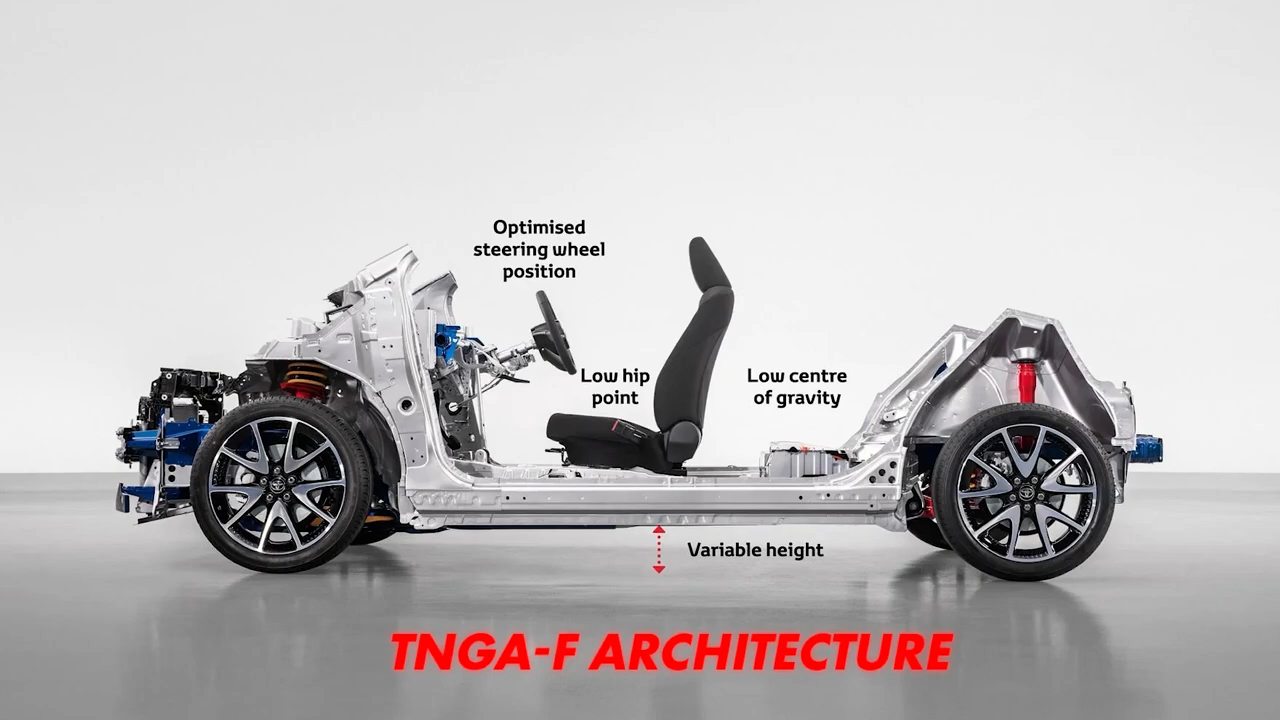 Optimised
steering wheel
position
Low hip
point
Low centre
of gravity
Variable height
TNGA-F ARCHITECTURE